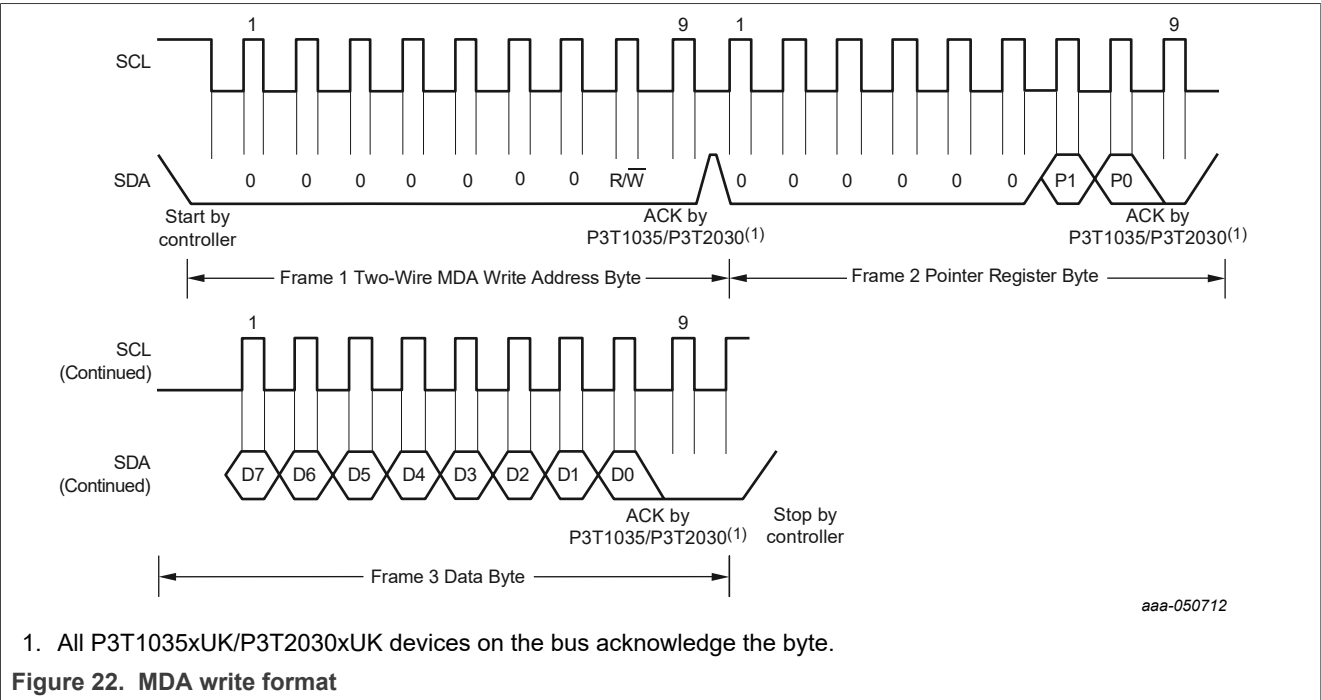 1 9 1 9
SCL
SDA 0 0 0 0 0 0 0 R/W̅ 0 0 0 0 0 0 P1 P0
Start by
controller
ACK by
P3T1035/P3T2030(1)
ACK by
P3T1035/P3T2030(1)
Frame 1 Two-Wire MDA Write Address Byte
Frame 2 Pointer Register Byte
1 9
SCL
(Continued)
SDA
(Continued)
D7 D6 D5 D4 D3 D2 D1 D0
ACK by
P3T1035/P3T2030(1)
Stop by
controller
Frame 3 Data Byte
aaa-050712
1. All P3T1035xUK/P3T2030xUK devices on the bus acknowledge the byte.
Figure 22. MDA write format